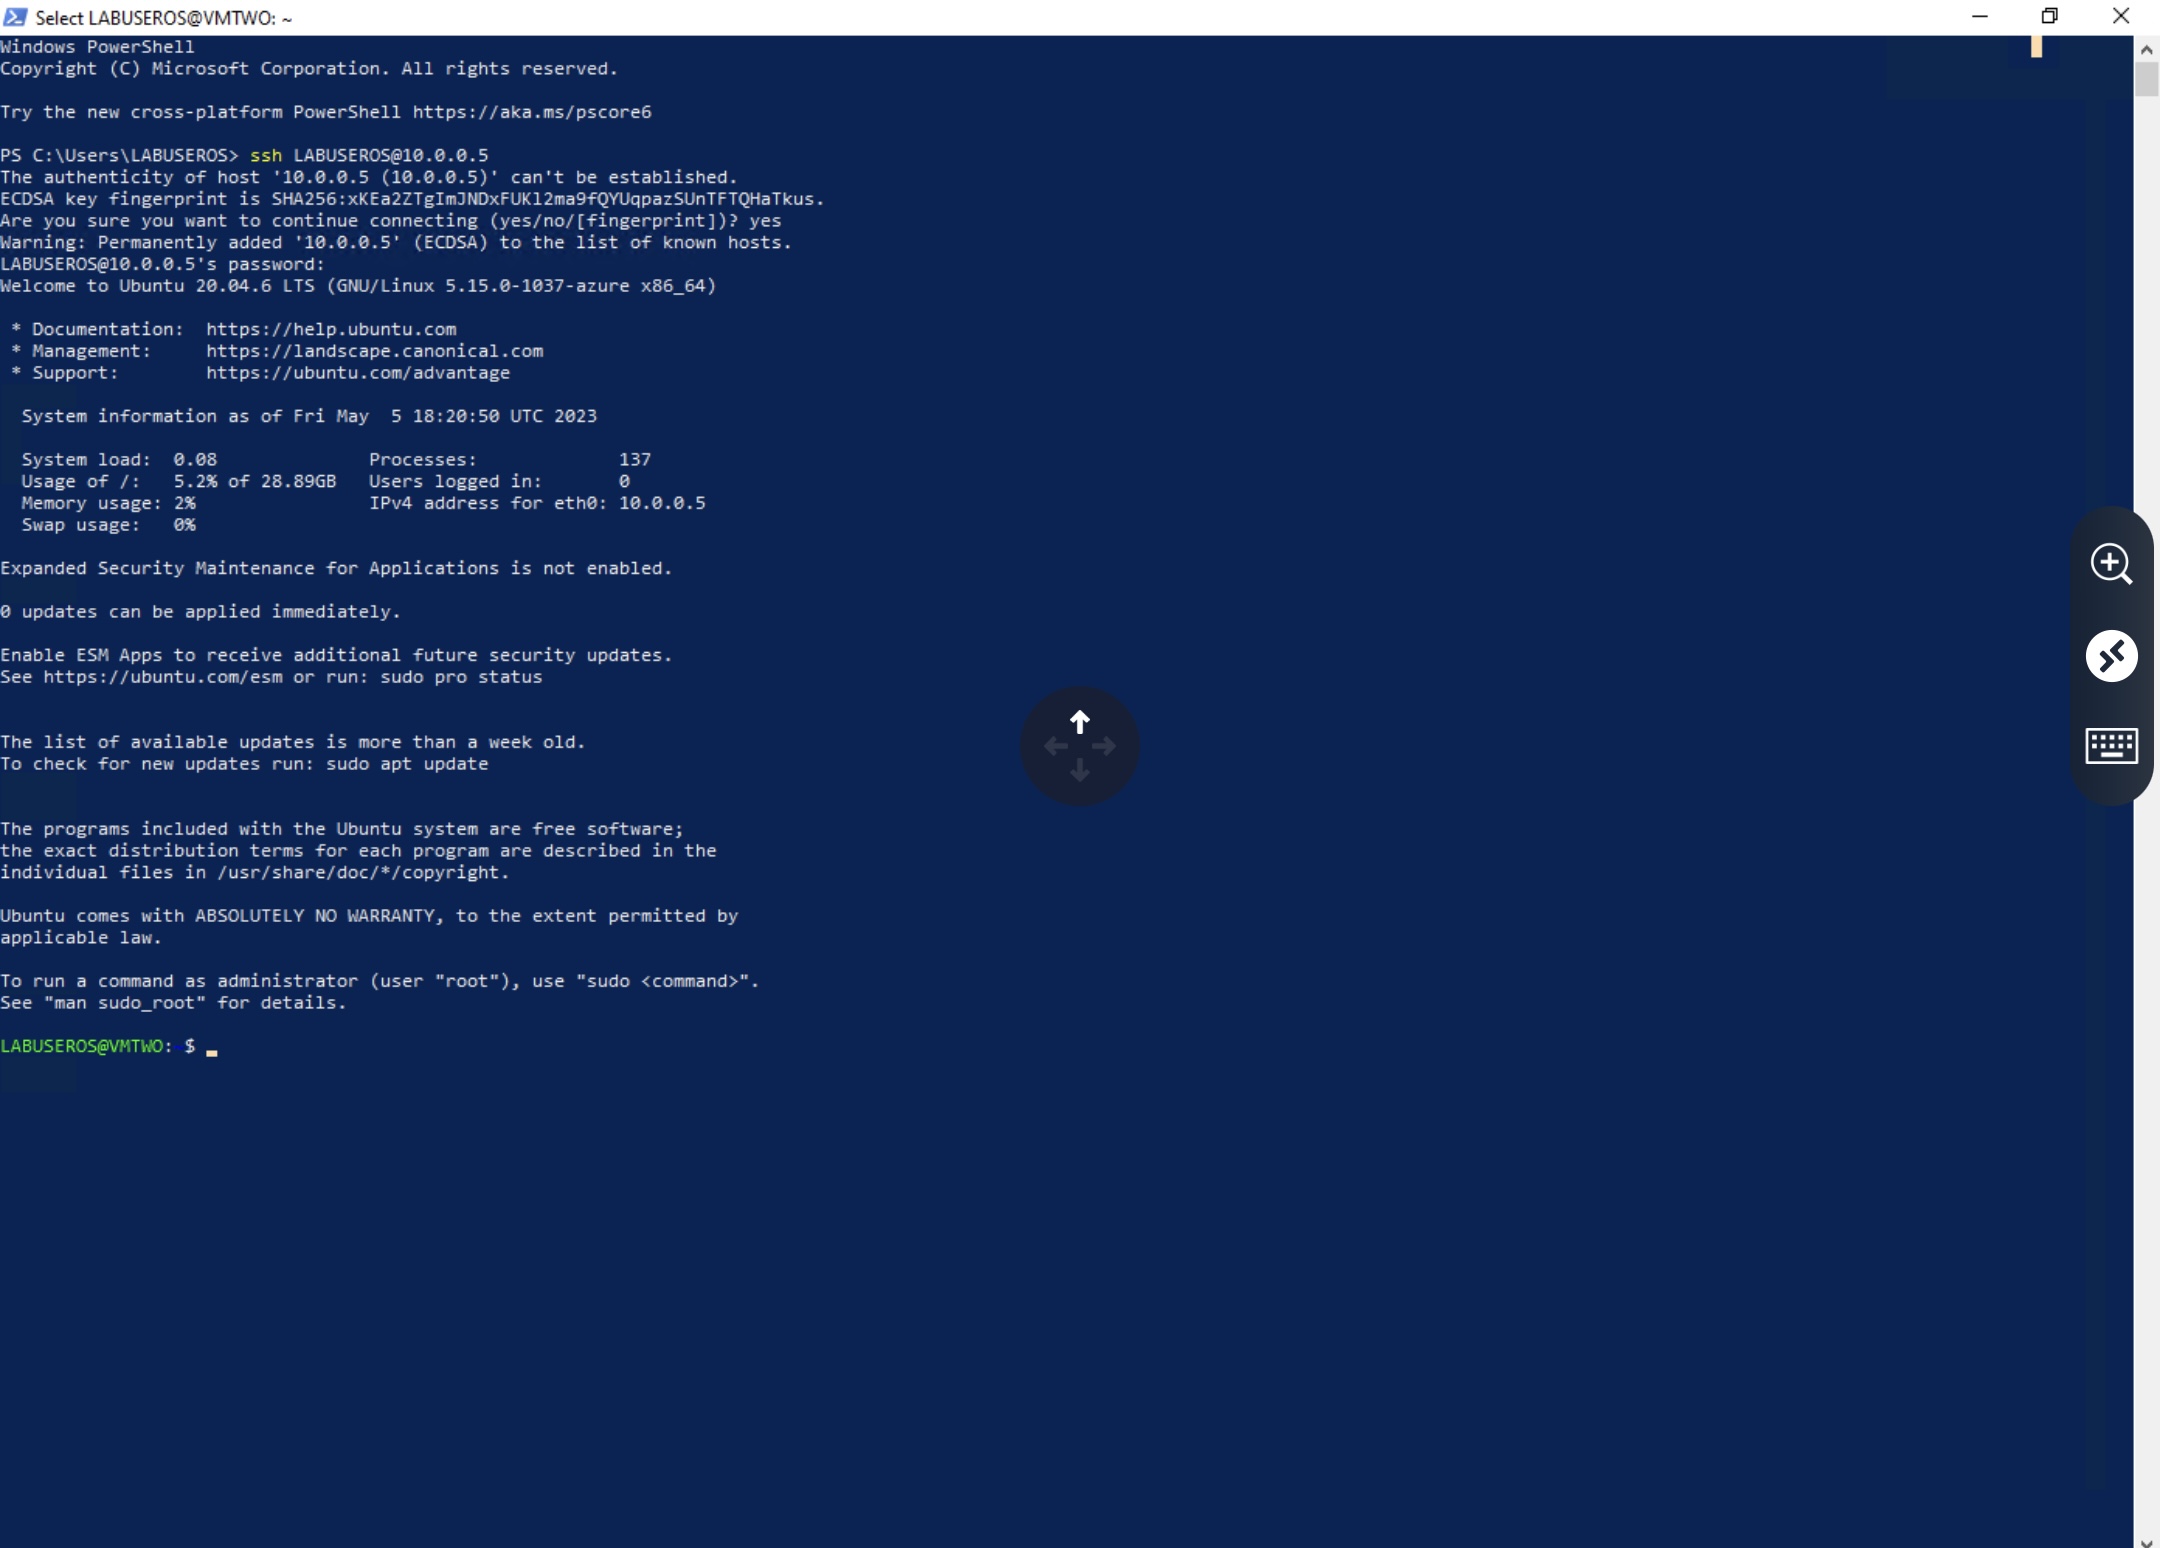 Select LABUSEROS@VMTWO: ~
Windows PowerShell
Copyright (C) Microsoft Corporation. All rights reserved.
Try the new cross-platform PowerShell https://aka.ms/pscore6
PS C:\Users\LABUSEROS> ssh LABUSEROS@10.0.0.5
The authenticity of host '10.0.0.5 (10.0.0.5)' can't be established.
ECDSA key fingerprint is SHA256:xKEa2ZTgImJNDxFUKl2ma9fQYUqpazSUnTFTQHaTkus.
Are you sure you want to continue connecting (yes/no/[fingerprint])? yes
Warning: Permanently added '10.0.0.5' (ECDSA) to the list of known hosts.
LABUSEROS@10.0.0.5's password:
Welcome to Ubuntu 20.04.6 LTS (GNU/Linux 5.15.0-1037-azure x86_64)
* Documentation:  https://help.ubuntu.com
* Management:     https://landscape.canonical.com
* Support:        https://ubuntu.com/advantage
System information as of Fri May  5 18:20:50 UTC 2023
System load:  0.08              Processes:             137
Usage of /:   5.2% of 28.89GB   Users logged in:       0
Memory usage: 2%                IPv4 address for eth0: 10.0.0.5
Swap usage:   0%
Expanded Security Maintenance for Applications is not enabled.
0 updates can be applied immediately.
Enable ESM Apps to receive additional future security updates.
See https://ubuntu.com/esm or run: sudo pro status
The list of available updates is more than a week old.
To check for new updates run: sudo apt update
The programs included with the Ubuntu system are free software;
the exact distribution terms for each program are described in the
individual files in /usr/share/doc/*/copyright.
Ubuntu comes with ABSOLUTELY NO WARRANTY, to the extent permitted by
applicable law.
To run a command as administrator (user "root"), use "sudo <command>".
See "man sudo_root" for details.
LABUSEROS@VMTWO:~$